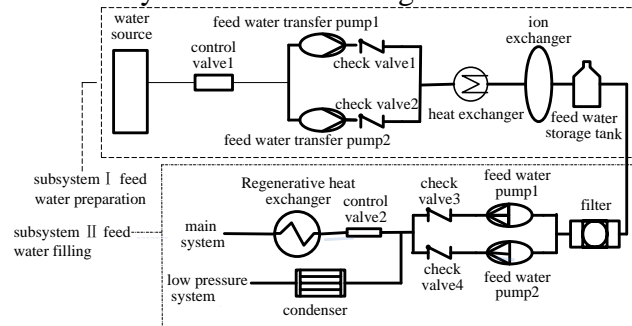 water
source
control
valve1
feed water transfer pump1
check valve1
check valve2
feed water transfer pump2
heat exchanger
ion
exchanger
feed water
storage tank
subsystem Ⅰ feed
water preparation
subsystem Ⅱ feed
water filling
Regenerative heat
exchanger
control
valve2
main
system
low pressure
system
condenser
check
valve3
check
valve4
feed water
pump1
feed water
pump2
filter